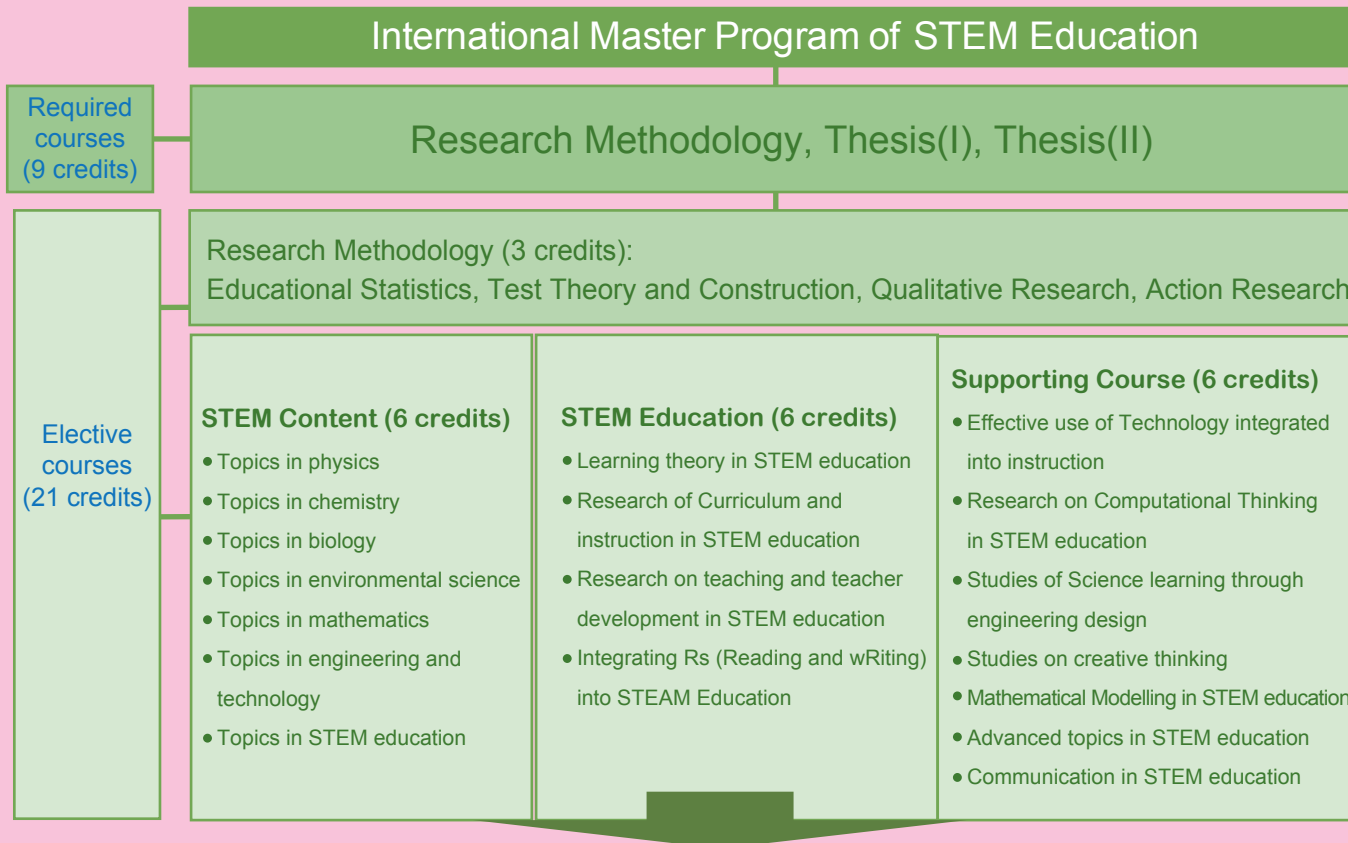 International Master Program of STEM Education
Required
courses
(9 credits)
Research Methodology, Thesis(I), Thesis(II)
Elective
courses
(21 credits)
Research Methodology (3 credits):
Educational Statistics, Test Theory and Construction, Qualitative Research, Action Research
STEM Content (6 credits)
• Topics in physics
• Topics in chemistry
• Topics in biology
• Topics in environmental science
• Topics in mathematics
• Topics in engineering and
technology
• Topics in STEM education
STEM Education (6 credits)
• Learning theory in STEM education
• Research of Curriculum and
instruction in STEM education
• Research on teaching and teacher
development in STEM education
• Integrating Rs (Reading and wRiting)
into STEAM Education
Supporting Course (6 credits)
• Effective use of Technology integrated
into instruction
• Research on Computational Thinking
in STEM education
• Studies of Science learning through
engineering design
• Studies on creative thinking
• Mathematical Modelling in STEM education
• Advanced topics in STEM education
• Communication in STEM education